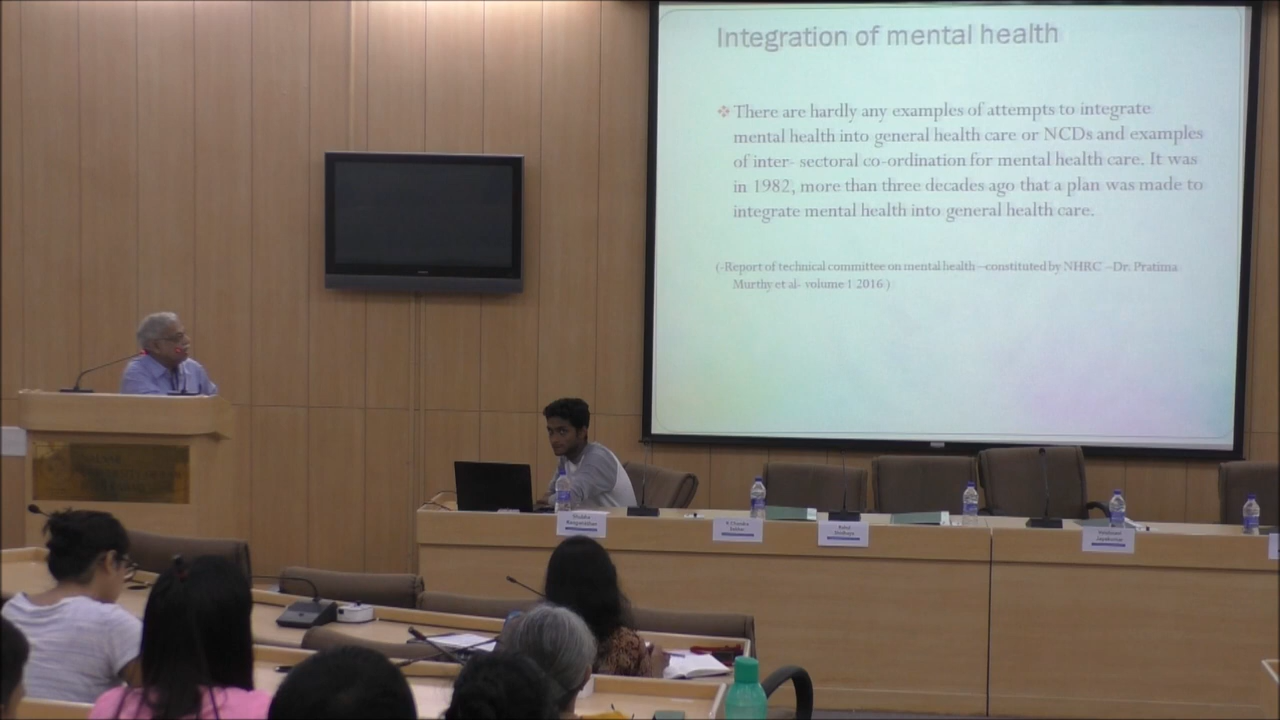 Integration of mental health
❖ There are hardly any examples of attempts to integrate
mental health into general health care or NCDs and examples
of inter- sectoral co-ordination for mental health care. It was
in 1982, more than three decades ago that a plan was made to
integrate mental health into general health care.
(-Report of technical committee on mental health –constituted by NHRC –Dr. Pratima
Murthy et al- volume 1 2016 )